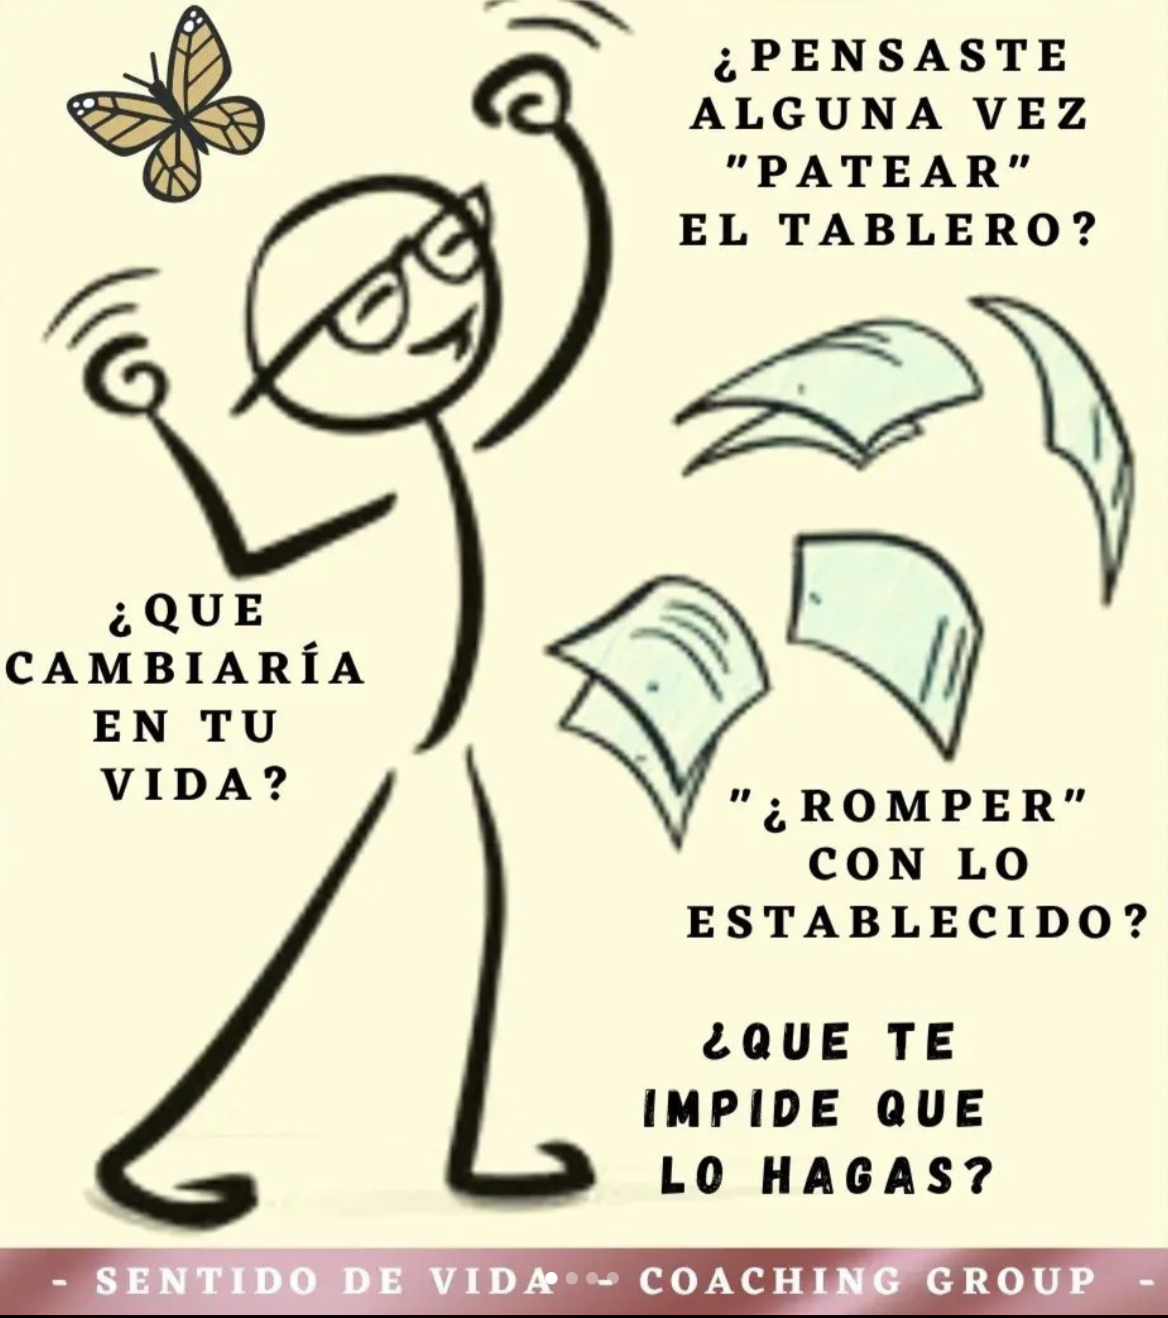 ¿PENSASTE
ALGUNA VEZ
"PATEAR"
EL TABLERO?
¿QUE
CAMBIARÍA
EN TU
VIDA?
"¿ROMPER"
CON LO
ESTABLECIDO?
¿QUE TE
IMPIDE QUE
LO HAGAS?
- SENTIDO DE VIDA - - COACHING GROUP -